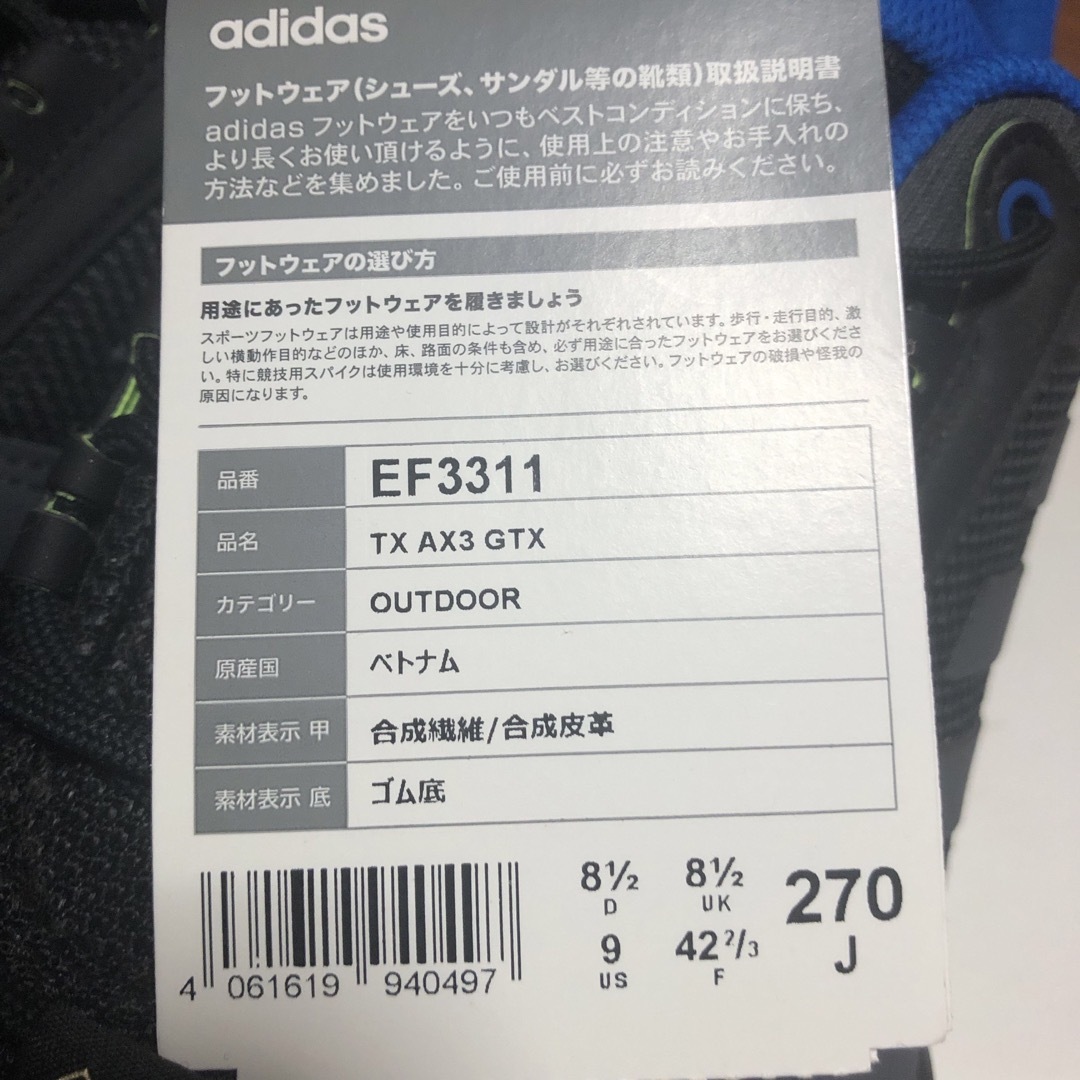 adidas
フットウェア(シューズ、サンダル等の靴類)取扱説明書
adidas フットウェアをいつもベストコンディションに保ち、
より長くお使い頂けるように、使用上の注意やお手入れの
方法などを集めました。ご使用前に必ずお読みください。
フットウェアの選び方
用途にあったフットウェアを履きましょう
スポーツフットウェアは用途や使用目的によって設計がそれぞれされています。歩行・走行目的、激
しい横動作目的などのほか、床、路面の条件も含め、必ず用途に合ったフットウェアをお選びくださ
い。特に競技用スパイクは使用環境を十分に考慮し、お選びください。フットウェアの破損や怪我の
原因になります。
品番 EF3311
品名 TX AX3 GTX
カテゴリー OUTDOOR
原産国 ベトナム
素材表示 甲 合成繊維/合成皮革
素材表示 底 ゴム底
8½ 8½ 270
D UK J
9 42 2/3
US F
4 061619 940497